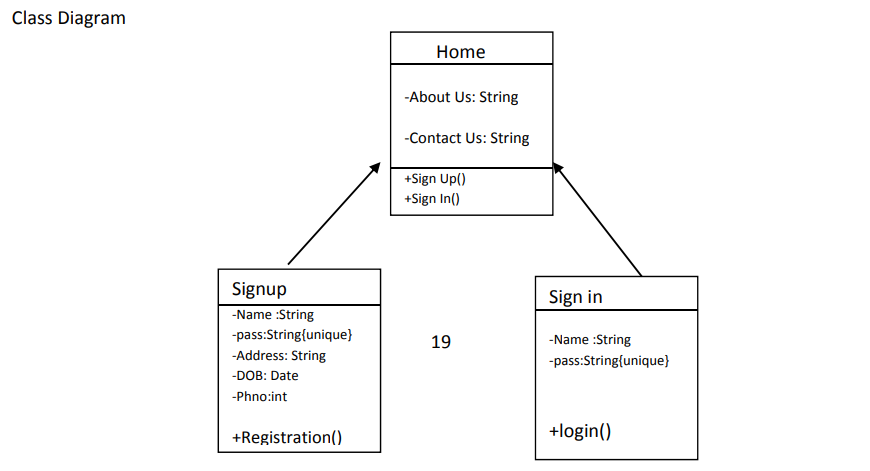 Class Diagram
Home
-About Us: String
-Contact Us: String
+Sign Up()
+Sign In()
Signup
-Name :String
-pass:String{unique}
-Address: String
-DOB: Date
-Phno:int
+Registration()
19
Sign in
-Name :String
-pass:String{unique}
+login()